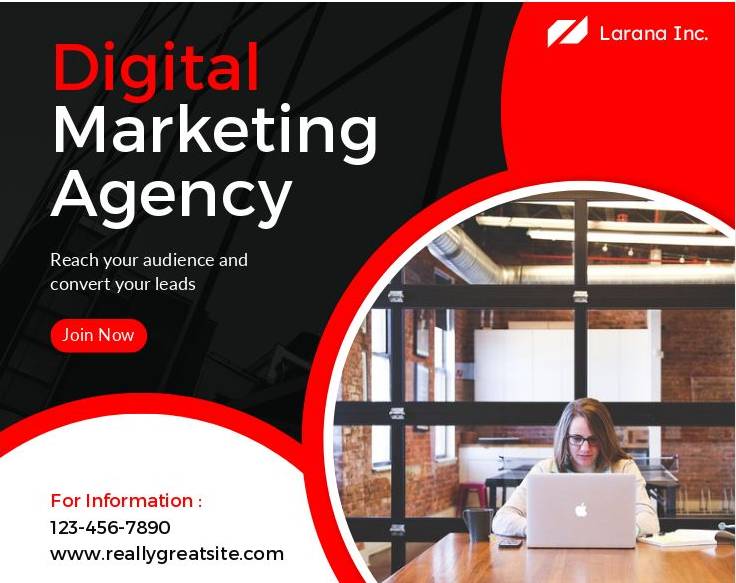 Larana Inc.
Digital
Marketing
Agency
Reach your audience and
convert your leads
Join Now
For Information :
123-456-7890
www.reallygreatsite.com